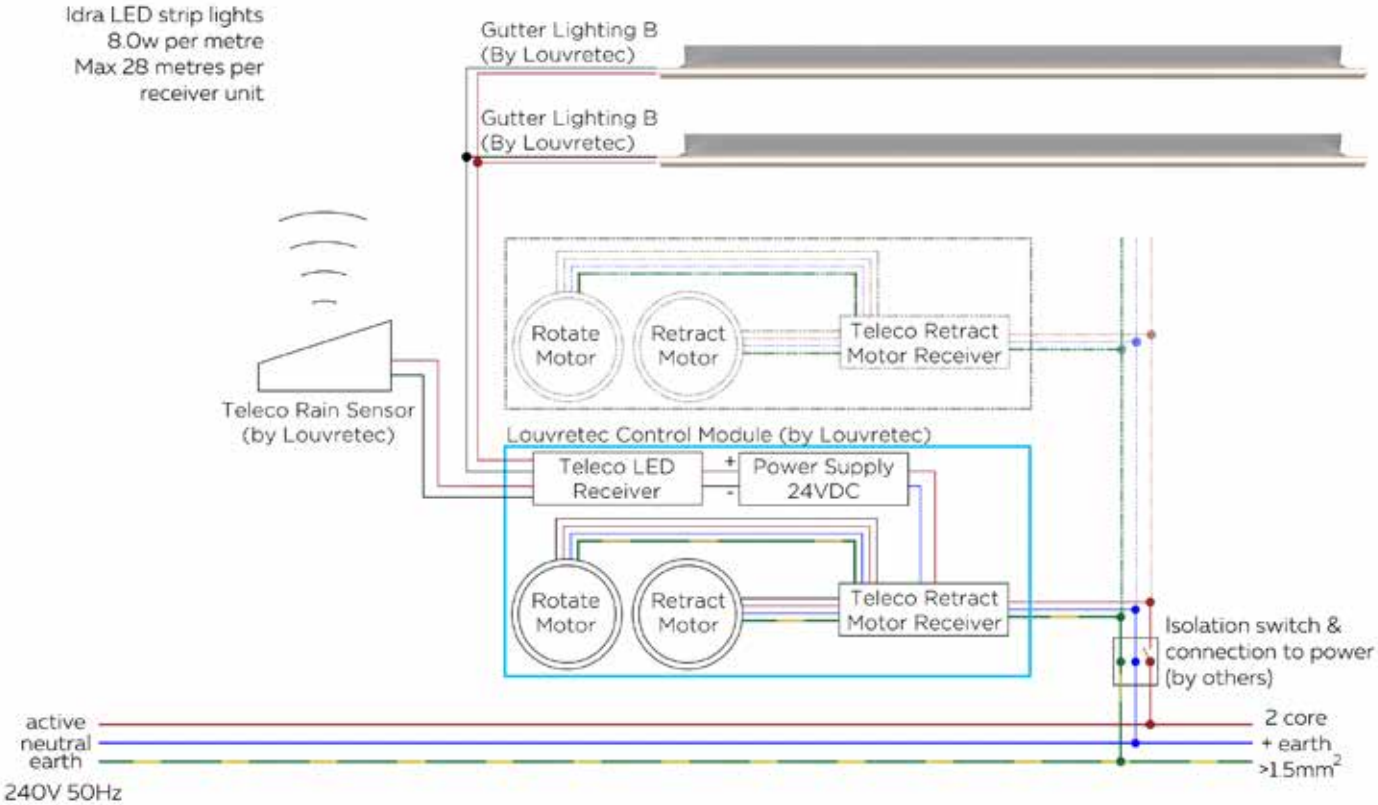 Idra LED strip lights
8.0w per metre
Max 28 metres per
receiver unit
Gutter Lighting B
(By Louvretec)
Gutter Lighting B
(By Louvretec)
Rotate
Motor
Retract
Motor
Teleco Retract
Motor Receiver
Teleco Rain Sensor
(by Louvretec)
Louvretec Control Module (by Louvretec)
Teleco LED
Receiver
+
-
Power Supply
24VDC
Rotate
Motor
Retract
Motor
Teleco Retract
Motor Receiver
Isolation switch &
connection to power
(by others)
active
neutral
earth
240V 50Hz
2 core
+ earth
>1.5mm²